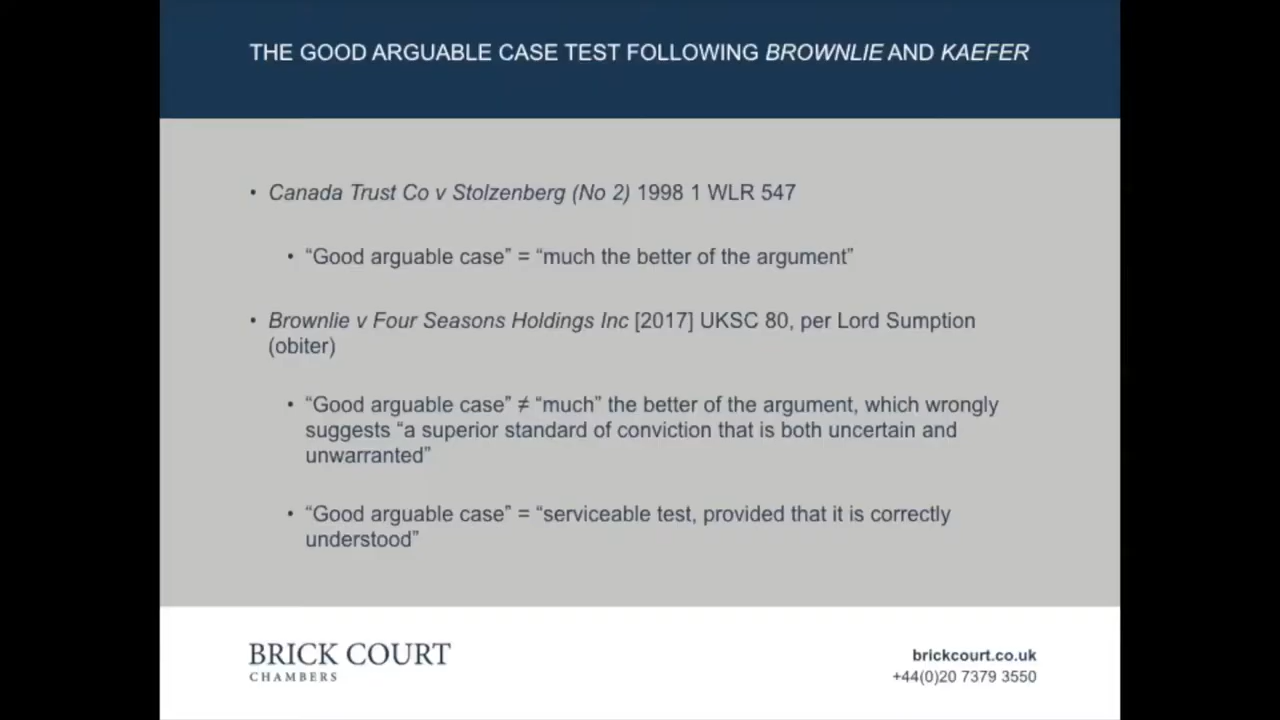 THE GOOD ARGUABLE CASE TEST FOLLOWING BROWNLIE AND KAEFER
• Canada Trust Co v Stolzenberg (No 2) 1998 1 WLR 547
• “Good arguable case” = “much the better of the argument”
• Brownlie v Four Seasons Holdings Inc [2017] UKSC 80, per Lord Sumption
(obiter)
• “Good arguable case” ≠ “much” the better of the argument, which wrongly
suggests “a superior standard of conviction that is both uncertain and
unwarranted”
• “Good arguable case” = “serviceable test, provided that it is correctly
understood”
BRICK COURT
CHAMBERS
brickcourt.co.uk
+44(0)20 7379 3550